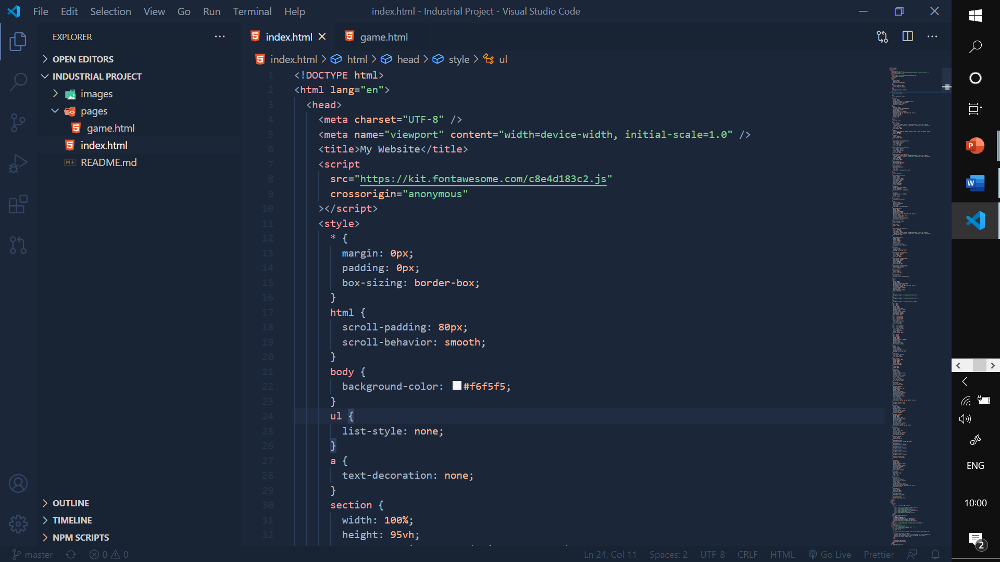 File Edit Selection View Go Run Terminal Help
index.html - Industrial Project - Visual Studio Code
EXPLORER
OPEN EDITORS
INDUSTRIAL PROJECT
images
pages
game.html
index.html
README.md
OUTLINE
TIMELINE
NPM SCRIPTS
index.html game.html
index.html > html > head > style > ul
1 <!DOCTYPE html>
2 <html lang="en">
3 <head>
4 <meta charset="UTF-8" />
5 <meta name="viewport" content="width=device-width, initial-scale=1.0" />
6 <title>My Website</title>
7 <script
8 src="https://kit.fontawesome.com/c8e4d183c2.js"
9 crossorigin="anonymous"
10 ></script>
11 <style>
12 * {
13 margin: 0px;
14 padding: 0px;
15 box-sizing: border-box;
16 }
17 html {
18 scroll-padding: 80px;
19 scroll-behavior: smooth;
20 }
21 body {
22 background-color: #f6f5f5;
23 }
24 ul {
25 list-style: none;
26 }
27 a {
28 text-decoration: none;
29 }
30 section {
31 width: 100%;
32 height: 95vh;
master 0 0
Ln 24, Col 11 Spaces: 2 UTF-8 CRLF HTML Go Live Prettier
ENG
10:00
2